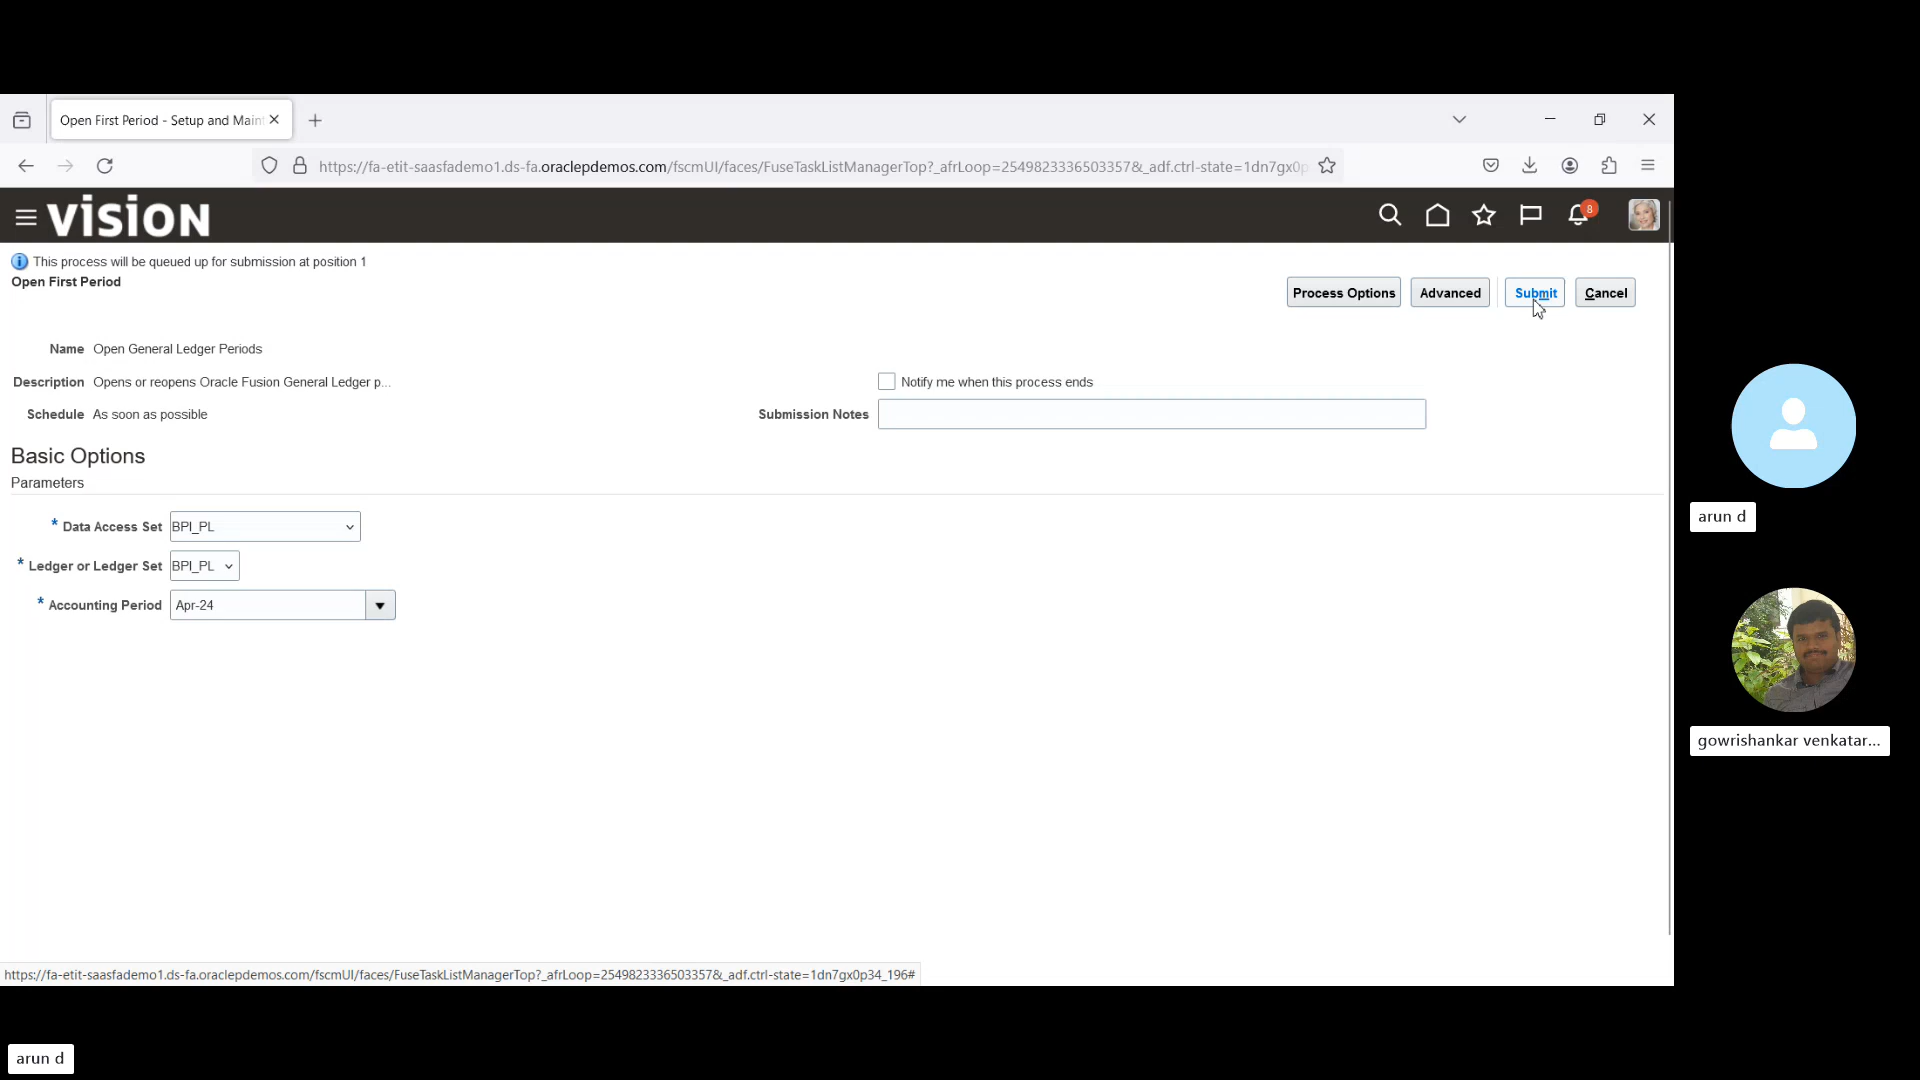 Open First Period - Setup and Main
https://fa-etit-saasfademo1.ds-fa.oraclepdemos.com/fscmUI/faces/FuseTaskListManagerTop?_afrLoop=2549823336503357&_adf.ctrl-state=1dn7gx0p
VISION
8
This process will be queued up for submission at position 1
Open First Period
Process Options Advanced Submit Cancel
Name Open General Ledger Periods
Description Opens or reopens Oracle Fusion General Ledger p...
Notify me when this process ends
Schedule As soon as possible
Submission Notes
Basic Options
Parameters
* Data Access Set BPI_PL
* Ledger or Ledger Set BPI_PL
* Accounting Period Apr-24
https://fa-etit-saasfademo1.ds-fa.oraclepdemos.com/fscmUI/faces/FuseTaskListManagerTop?_afrLoop=2549823336503357&_adf.ctrl-state=1dn7gx0p34_196#
arun d
gowrishankar venkatar...
arun d